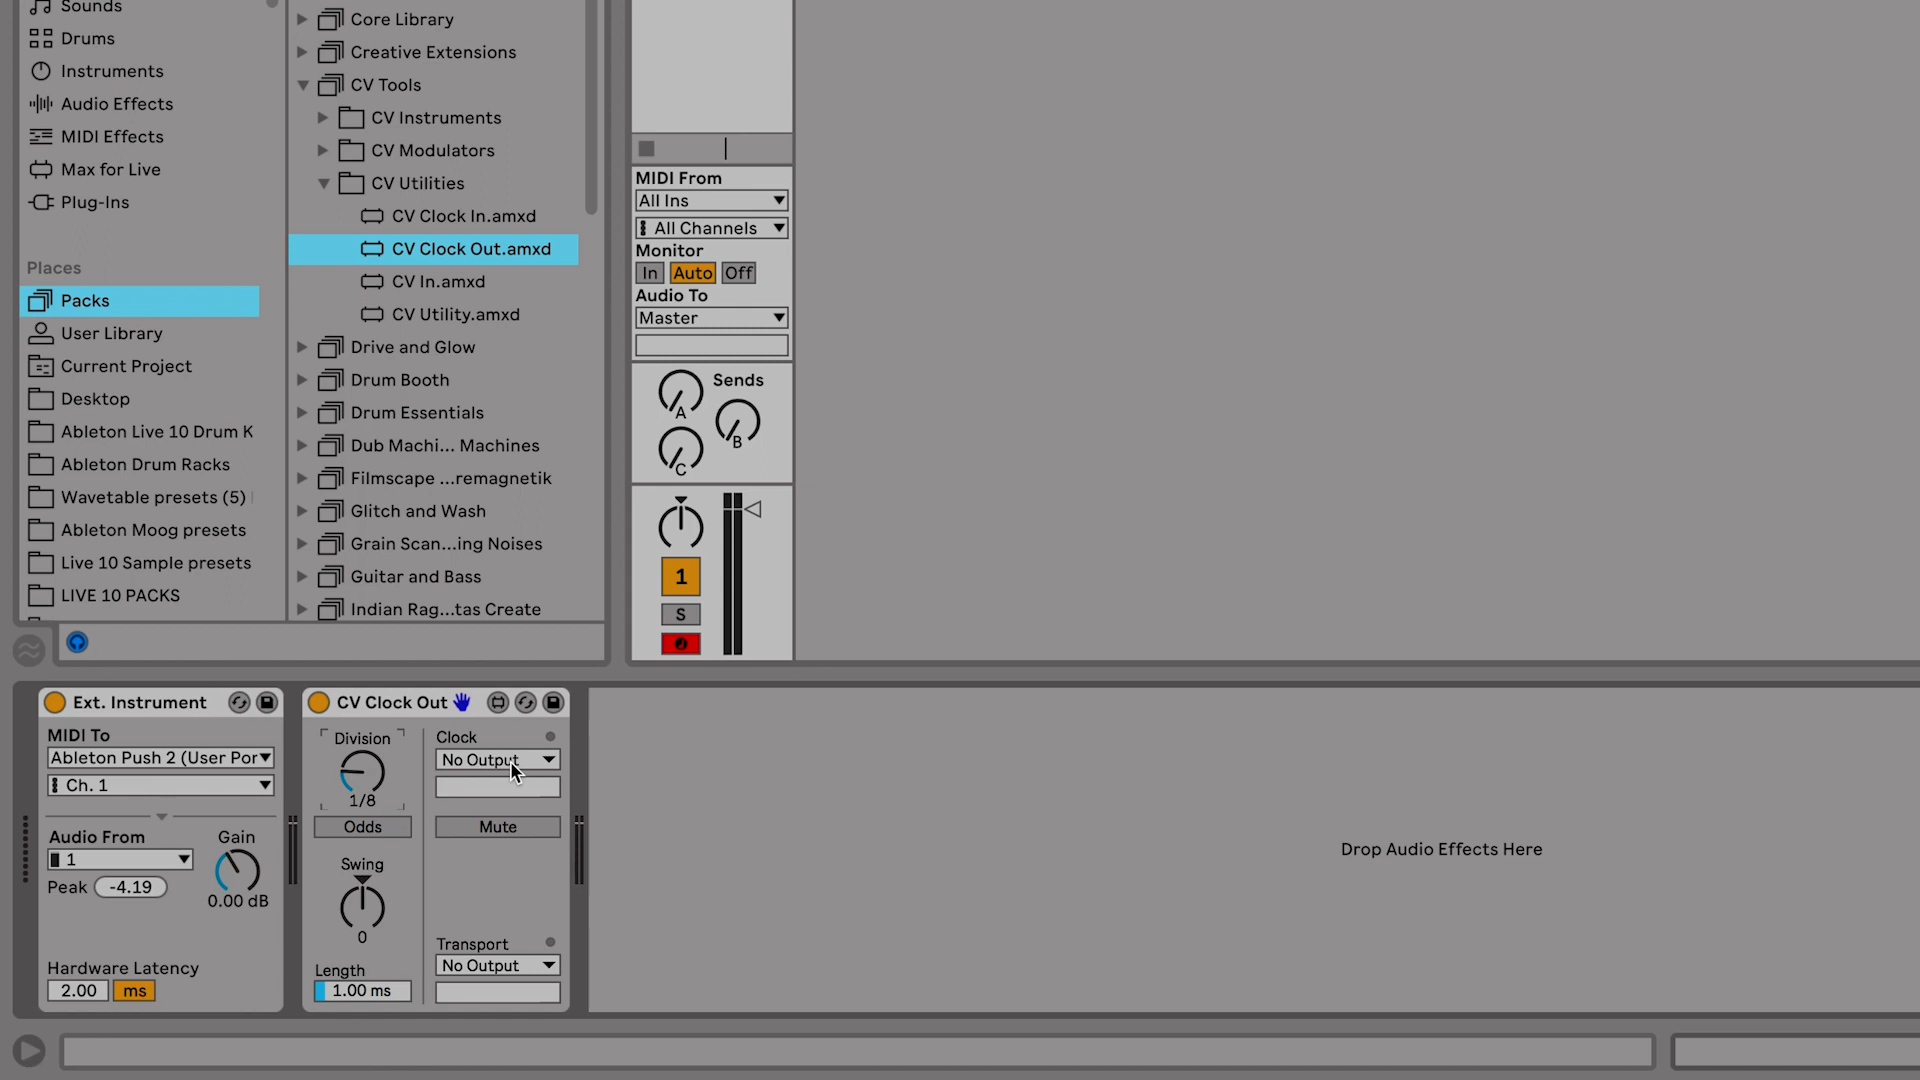 Sounds
Drums
Instruments
Audio Effects
MIDI Effects
Max for Live
Plug-Ins
Places
Packs
User Library
Current Project
Desktop
Ableton Live 10 Drum K
Ableton Drum Racks
Wavetable presets (5)
Ableton Moog presets
Live 10 Sample presets
LIVE 10 PACKS
Core Library
Creative Extensions
CV Tools
CV Instruments
CV Modulators
CV Utilities
CV Clock In.amxd
CV Clock Out.amxd
CV In.amxd
CV Utility.amxd
Drive and Glow
Drum Booth
Drum Essentials
Dub Machi... Machines
Filmscape ...remagnetik
Glitch and Wash
Grain Scan...ing Noises
Guitar and Bass
Indian Rag...tas Create
MIDI From
All Ins
All Channels
Monitor
In Auto Off
Audio To
Master
Sends
A
B
C
1
S
Ext. Instrument
MIDI To
Ableton Push 2 (User Por
Ch. 1
Audio From
1
Peak -4.19
Gain
0.00 dB
Hardware Latency
2.00 ms
CV Clock Out
Division
1/8
Odds
Swing
0
Length
1.00 ms
Clock
No Output
Mute
Transport
No Output
Drop Audio Effects Here